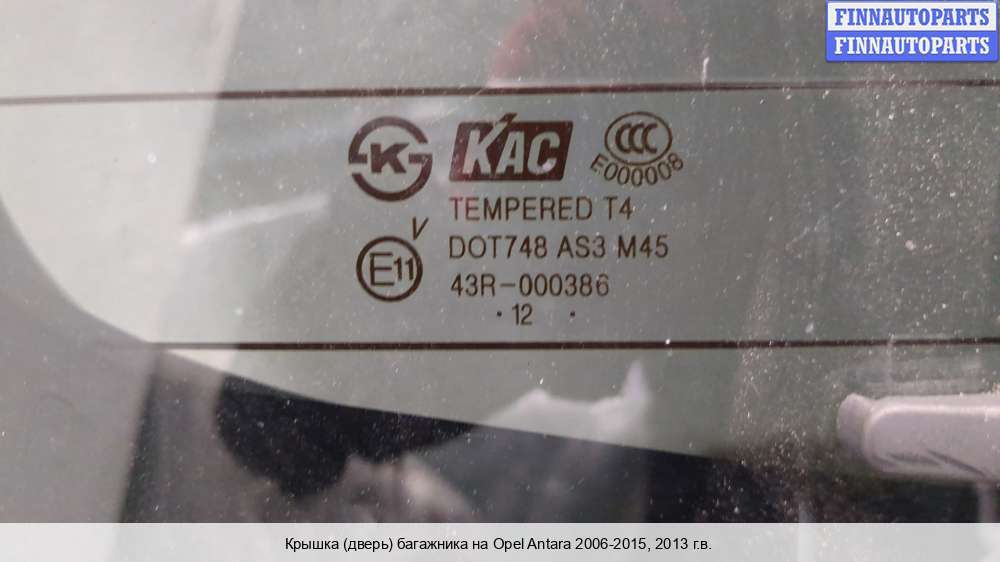 FINNAUTOPARTS
FINNAUTOPARTS
K
KAC
CCC
E000008
TEMPERED T4
V
DOT748 AS3 M45
E11
43R-000386
· 12 ·
Крышка (дверь) багажника на Opel Antara 2006-2015, 2013 г.в.